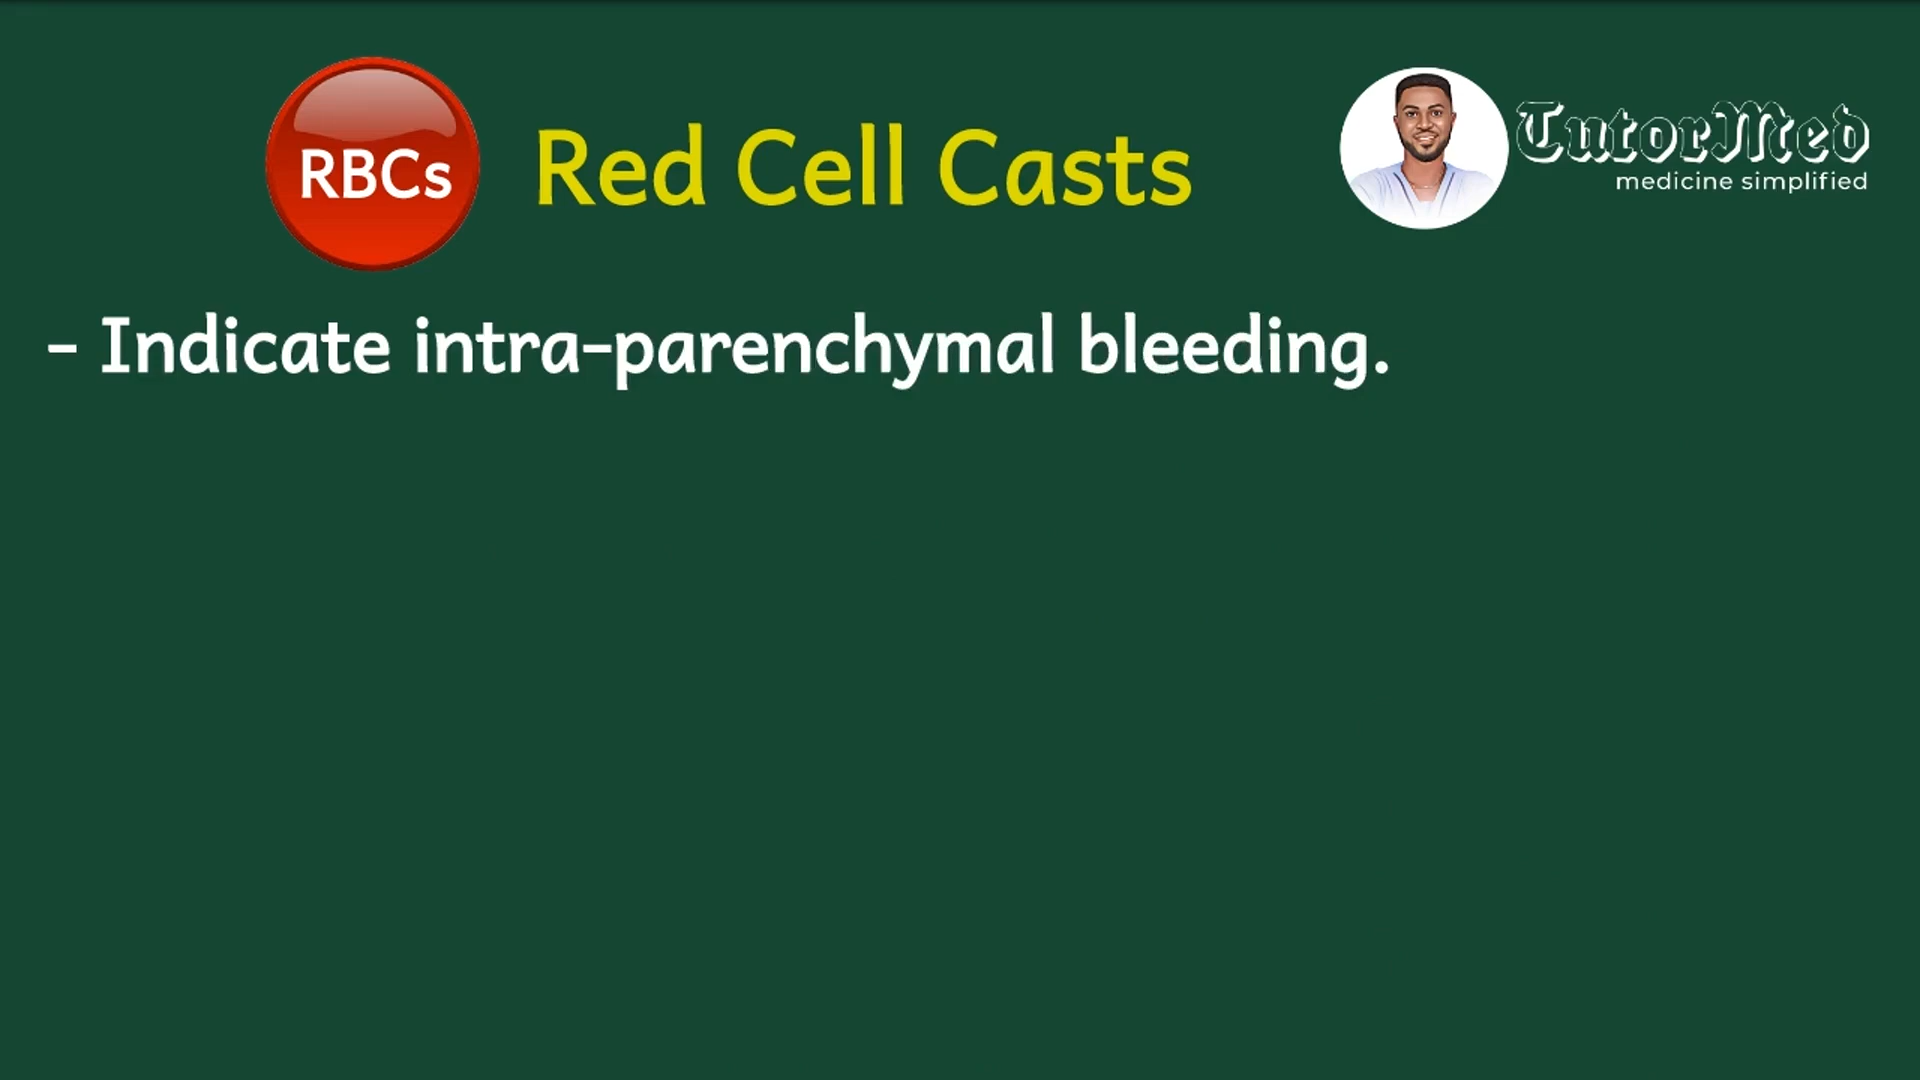 RBCs
Red Cell Casts
TutorMed
medicine simplified
- Indicate intra-parenchymal bleeding.